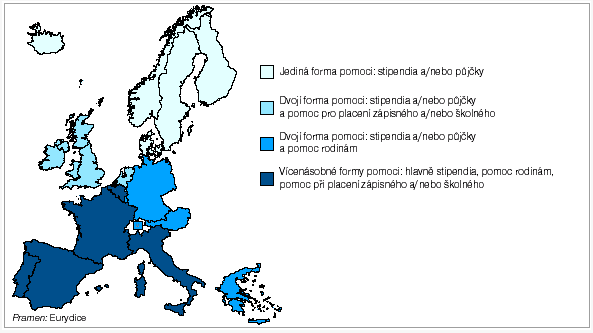 Jediná forma pomoci: stipendia a/nebo půjčky
Dvojí forma pomoci: stipendia a/nebo půjčky
a pomoc pro placení zápisného a/nebo školného
Dvojí forma pomoci: stipendia a/nebo půjčky
a pomoc rodinám
Vícenásobné formy pomoci: hlavně stipendia, pomoc rodinám,
pomoc při placení zápisného a/nebo školného
Pramen: Eurydice